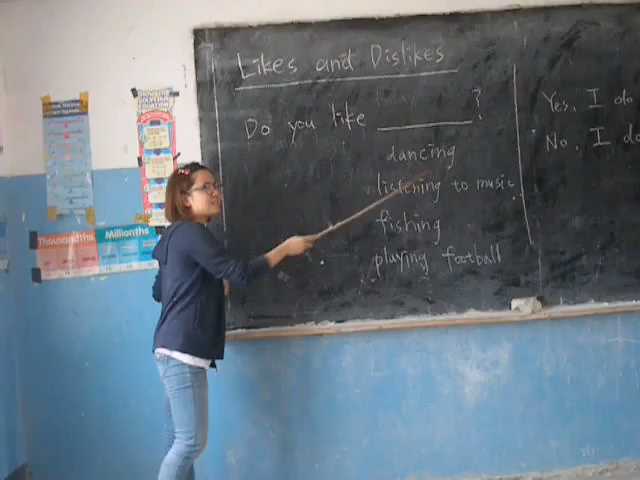 Likes and Dislikes
Do you like ________?
dancing
listening to music
fishing
playing football
Yes, I do
No, I do
Thousandths
Millionths